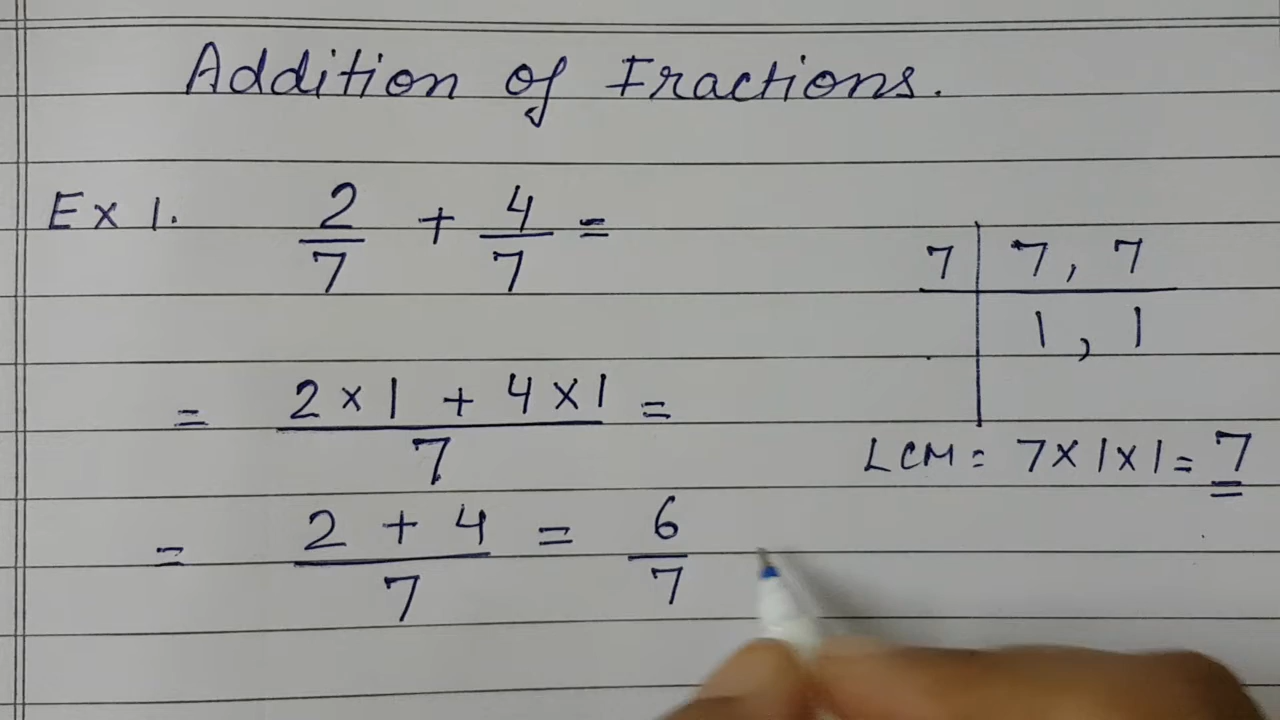 Addition of Fractions.
Ex 1. 2/7 + 4/7 =
7 | 7, 7
1, 1
= 2 × 1 + 4 × 1 / 7 =
LCM = 7 × 1 × 1 = 7
= 2 + 4 / 7 = 6/7